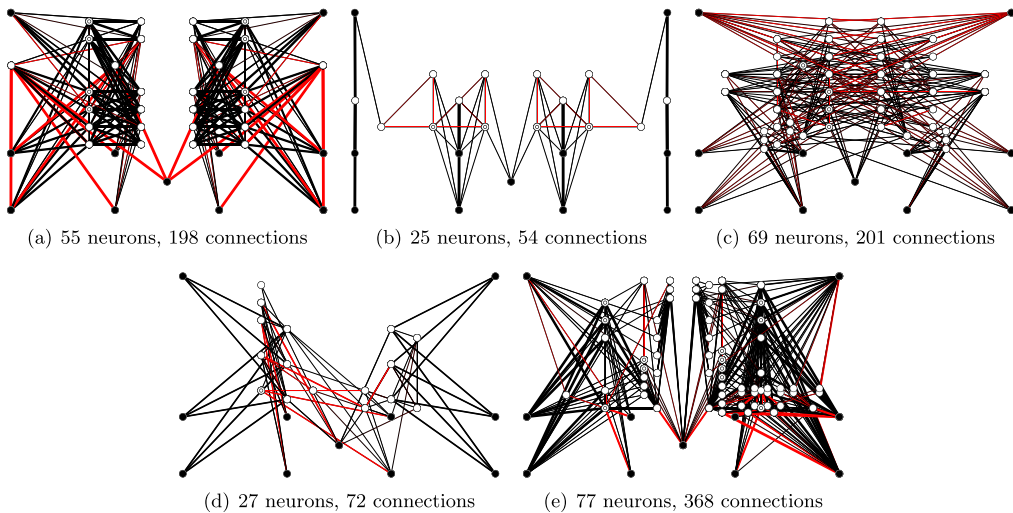 (a) 55 neurons, 198 connections
(b) 25 neurons, 54 connections
(c) 69 neurons, 201 connections
(d) 27 neurons, 72 connections
(e) 77 neurons, 368 connections